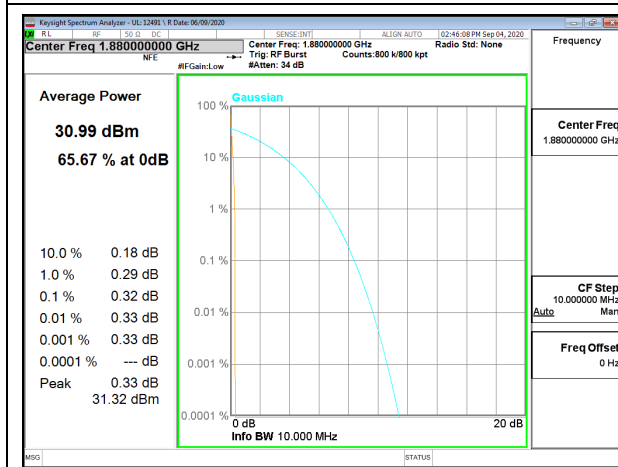 Keysight Spectrum Analyzer - UL: 12491 \ R Date: 06/09/2020
RL RF 50 Ω DC SENSE:INT ALIGN AUTO 02:46:08 PM Sep 04, 2020
Center Freq 1.880000000 GHz
NFE
#IFGain:Low
Center Freq: 1.880000000 GHz
Radio Std: None
Trig: RF Burst
Counts:800 k/800 kpt
#Atten: 34 dB
Frequency
Average Power
30.99 dBm
65.67 % at 0dB
10.0 % 0.18 dB
1.0 % 0.29 dB
0.1 % 0.32 dB
0.01 % 0.33 dB
0.001 % 0.33 dB
0.0001 % --- dB
Peak 0.33 dB
31.32 dBm
Gaussian
100 %
10 %
1 %
0.1 %
0.01 %
0.001 %
0.0001 %
0 dB 20 dB
Info BW 10.000 MHz
Center Freq
1.880000000 GHz
CF Step
10.000000 MHz
Auto Man
Freq Offset
0 Hz
MSG STATUS